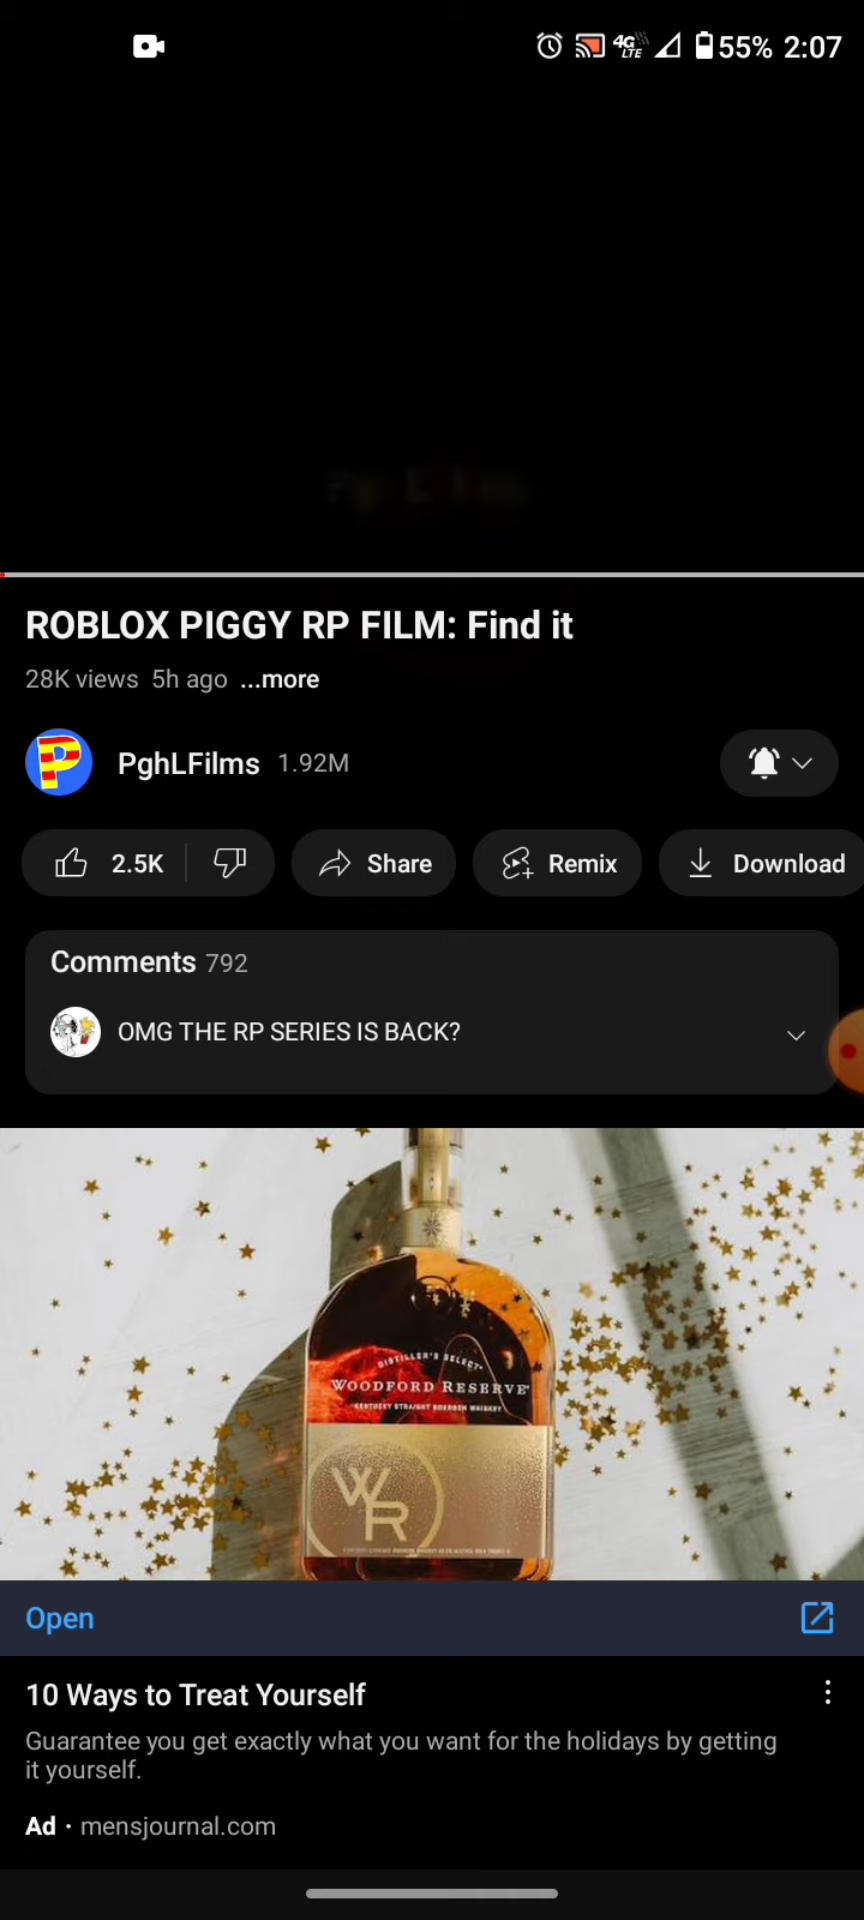 4G LTE 55% 2:07
ROBLOX PIGGY RP FILM: Find it
28K views 5h ago ...more
P
PghLFilms 1.92M
2.5K Share Remix Download
Comments 792
OMG THE RP SERIES IS BACK?
DISTILLER'S SELECT
WOODFORD RESERVE
KENTUCKY STRAIGHT BOURBON WHISKEY
WR
Open
10 Ways to Treat Yourself
Guarantee you get exactly what you want for the holidays by getting
it yourself.
Ad · mensjournal.com